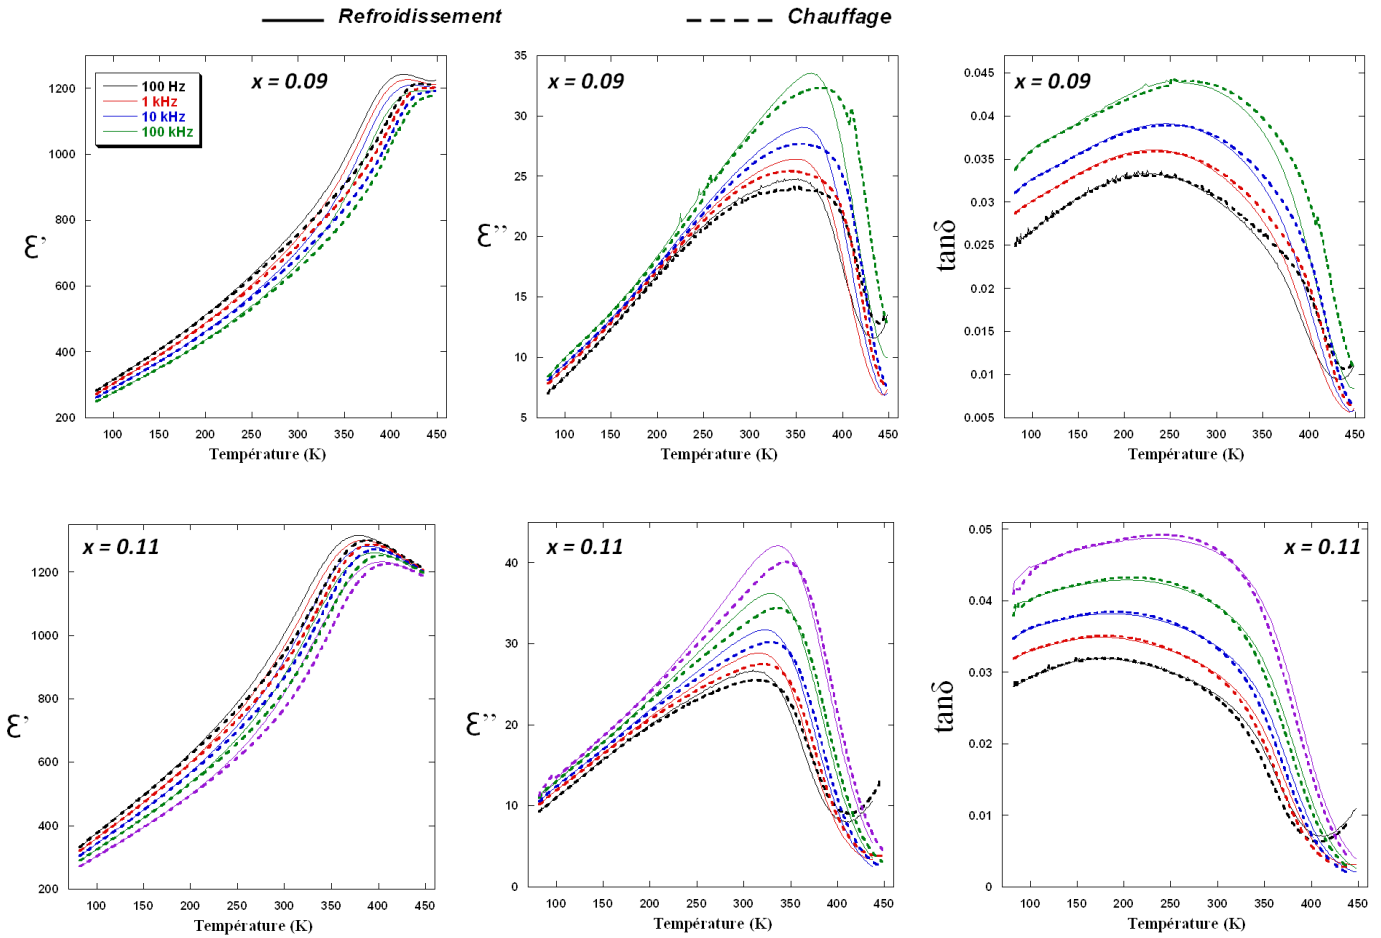 Refroidissement
Chauffage
x = 0.09
100 Hz
1 kHz
10 kHz
100 kHz
1200
1000
800
600
400
200
100 150 200 250 300 350 400 450
Température (K)
ε’
x = 0.09
35
30
25
20
15
10
5
100 150 200 250 300 350 400 450
Température (K)
ε’’
x = 0.09
0.045
0.04
0.035
0.03
0.025
0.02
0.015
0.01
0.005
100 150 200 250 300 350 400 450
Température (K)
tanδ
x = 0.11
1200
1000
800
600
400
200
100 150 200 250 300 350 400 450
Température (K)
ε’
x = 0.11
40
30
20
10
0
100 150 200 250 300 350 400 450
Température (K)
ε’’
x = 0.11
0.05
0.04
0.03
0.02
0.01
0
100 150 200 250 300 350 400 450
Température (K)
tanδ